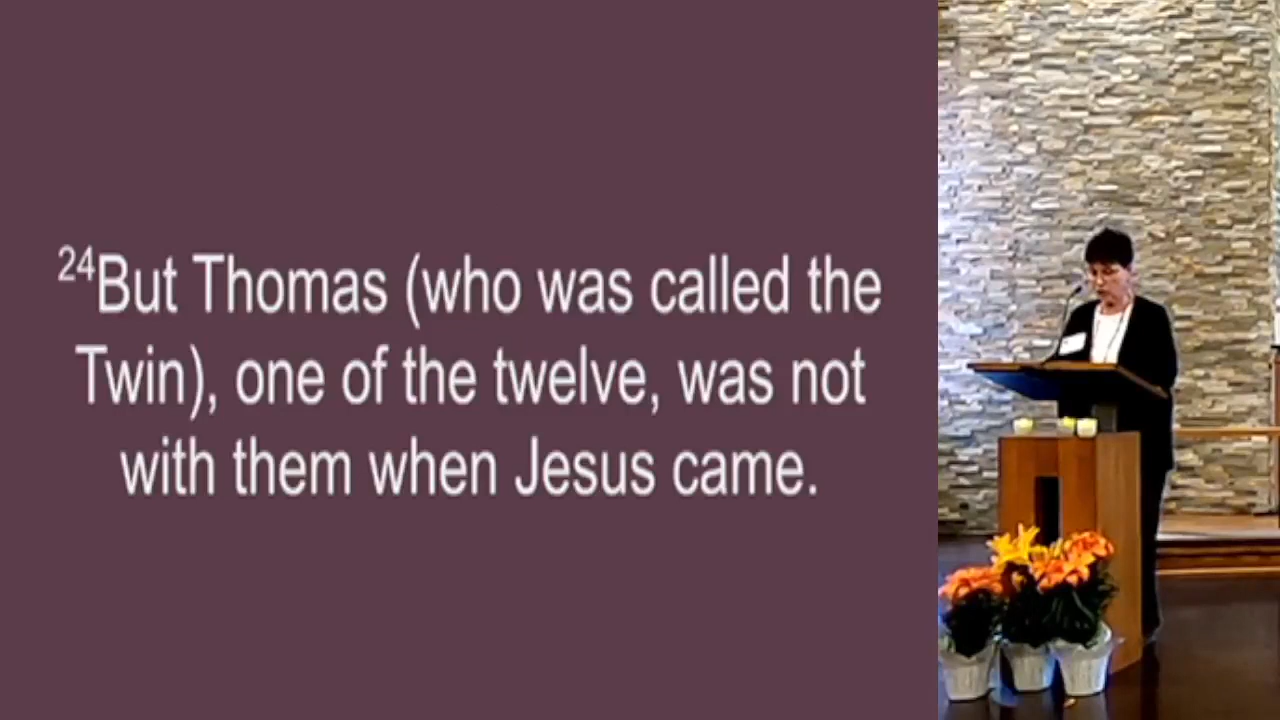 24But Thomas (who was called the
Twin), one of the twelve, was not
with them when Jesus came.